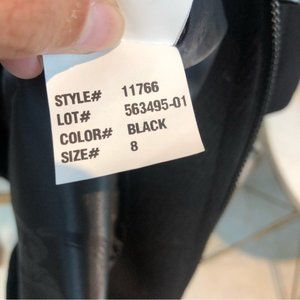 STYLE# 11766
LOT# 563495-01
COLOR# BLACK
SIZE# 8